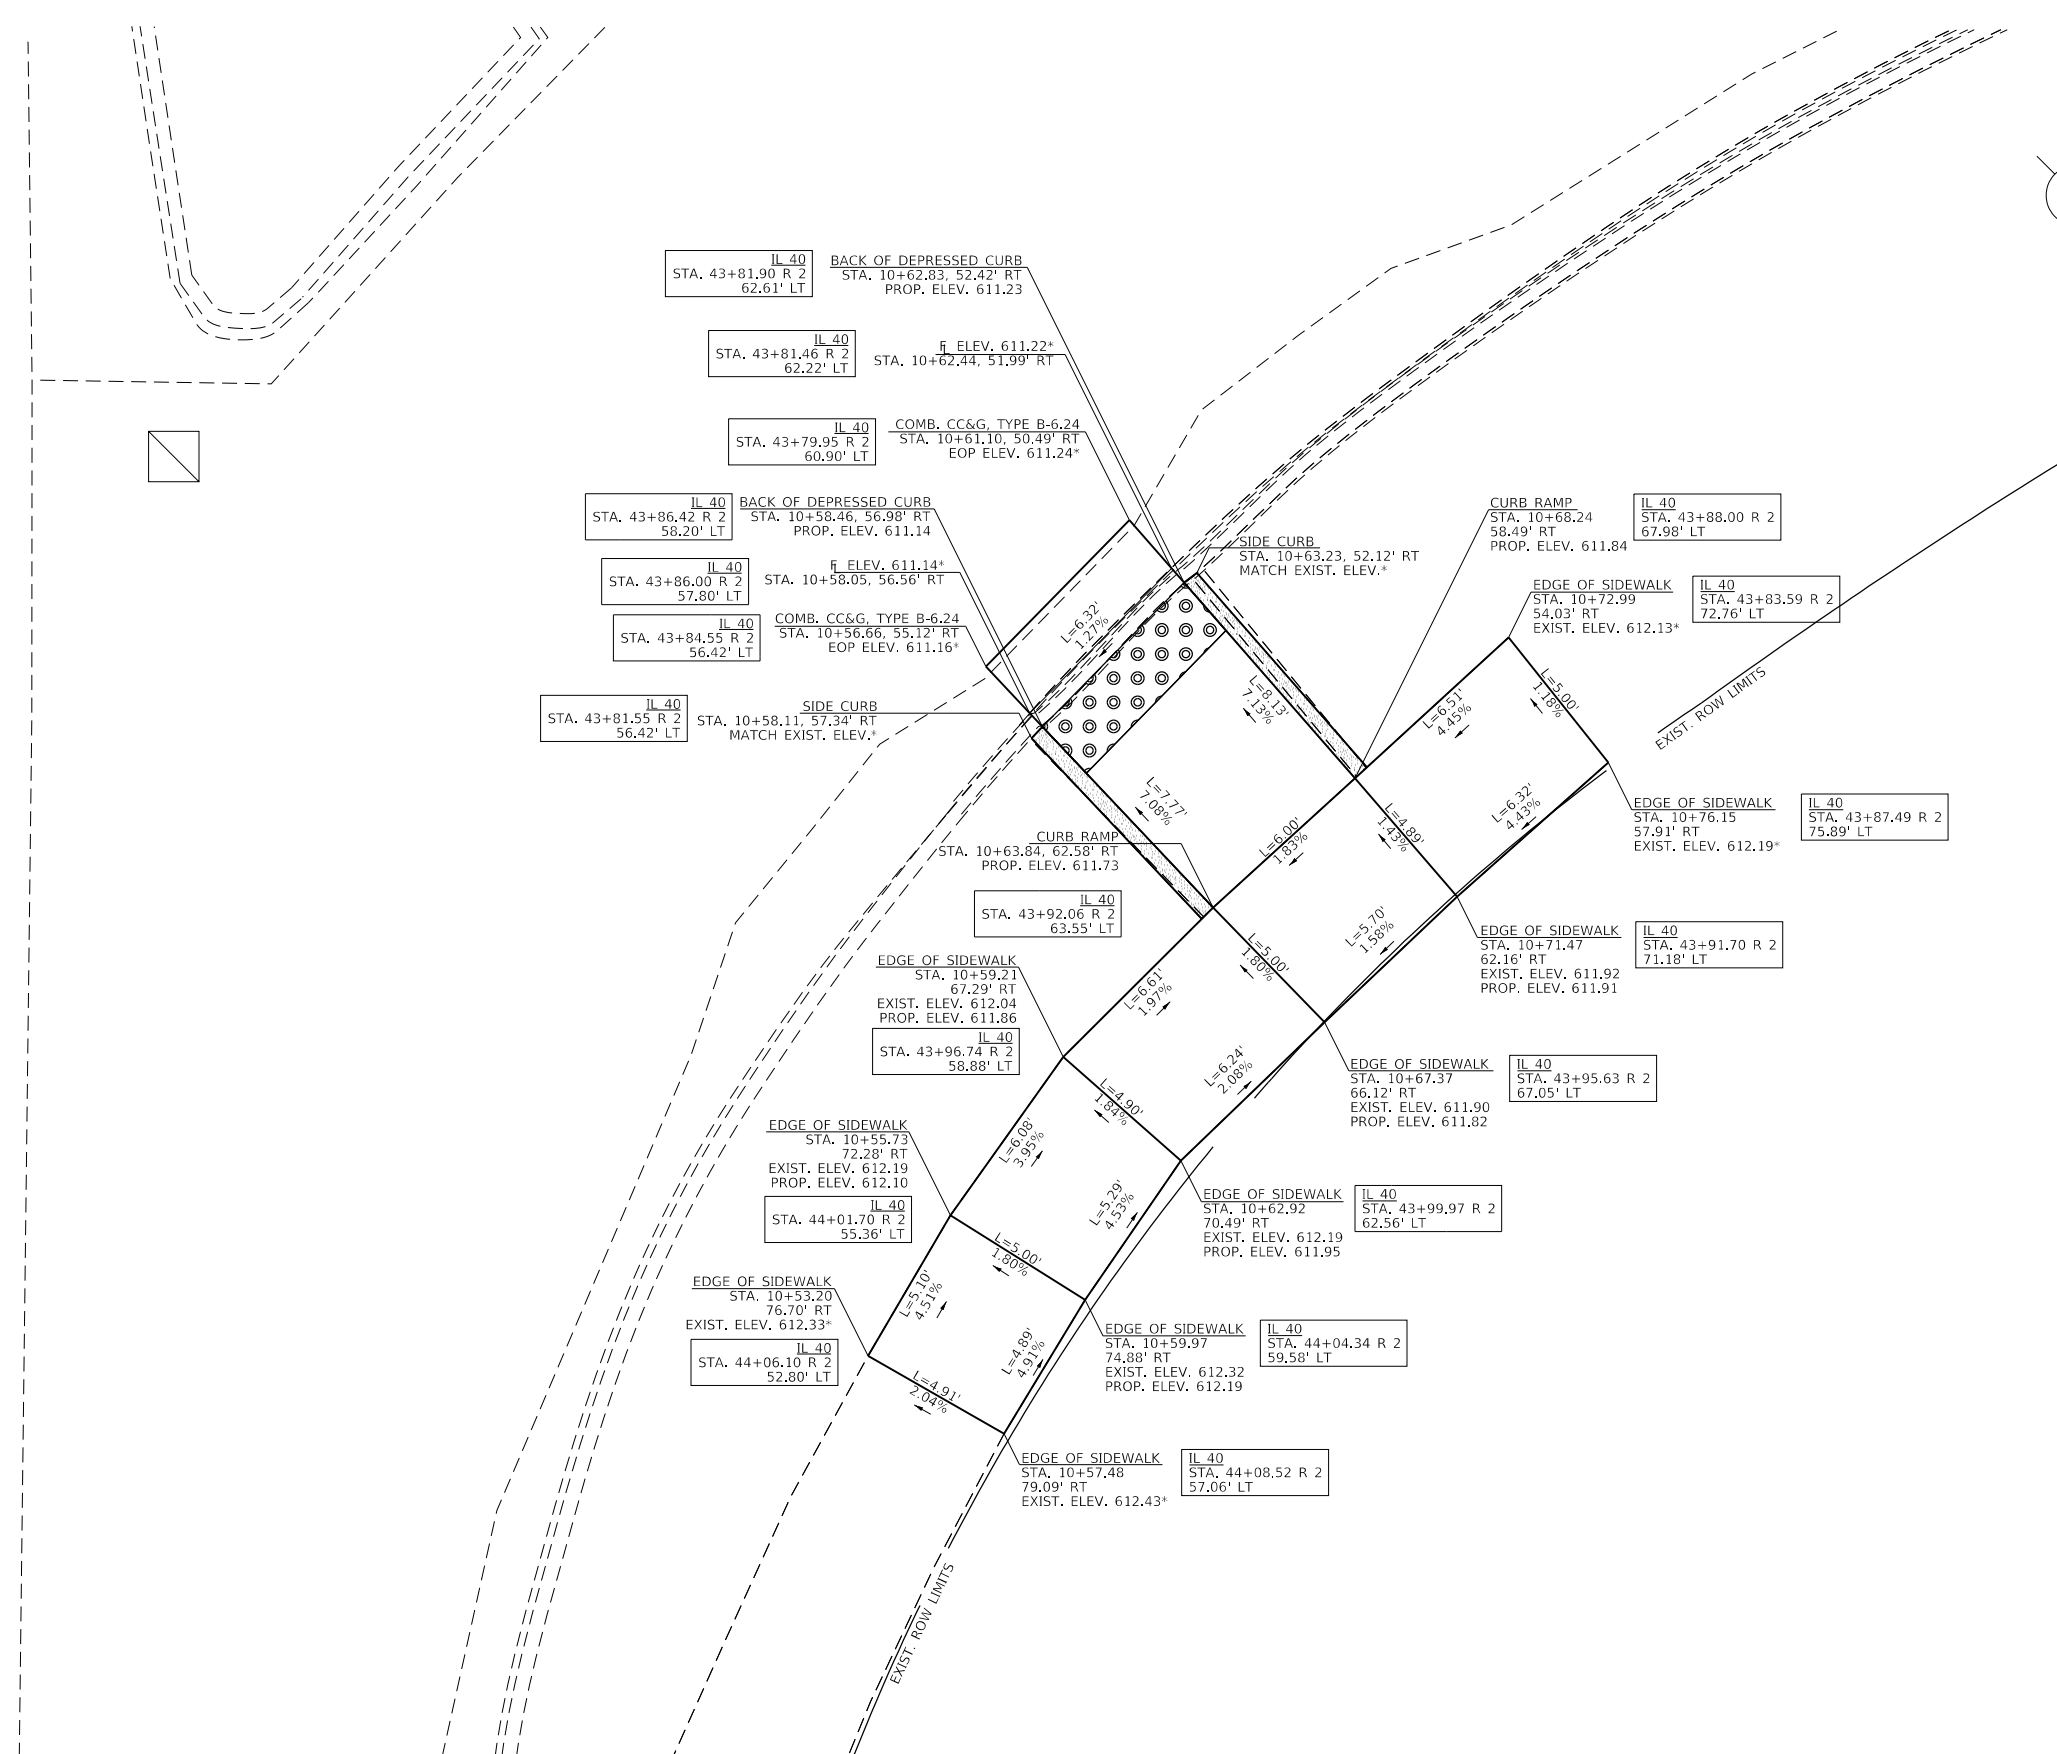 IL 40
STA. 43+81.90 R 2
62.61' LT
BACK OF DEPRESSED CURB
STA. 10+62.83, 52.42' RT
PROP. ELEV. 611.23
IL 40
STA. 43+81.46 R 2
62.22' LT
FL ELEV. 611.22*
STA. 10+62.44, 51.99' RT
IL 40
STA. 43+79.95 R 2
60.90' LT
COMB. CC&G, TYPE B-6.24
STA. 10+61.10, 50.49' RT
EOP ELEV. 611.24*
IL 40
STA. 43+86.42 R 2
58.20' LT
BACK OF DEPRESSED CURB
STA. 10+58.46, 56.98' RT
PROP. ELEV. 611.14
IL 40
STA. 43+86.00 R 2
57.80' LT
FL ELEV. 611.14*
STA. 10+58.05, 56.56' RT
IL 40
STA. 43+84.55 R 2
56.42' LT
COMB. CC&G, TYPE B-6.24
STA. 10+56.66, 55.12' RT
EOP ELEV. 611.16*
IL 40
STA. 43+81.55 R 2
56.42' LT
SIDE CURB
STA. 10+58.11, 57.34' RT
MATCH EXIST. ELEV.*
SIDE CURB
STA. 10+63.23, 52.12' RT
MATCH EXIST. ELEV.*
CURB RAMP
STA. 10+68.24
58.49' RT
PROP. ELEV. 611.84
IL 40
STA. 43+88.00 R 2
67.98' LT
EDGE OF SIDEWALK
STA. 10+72.99
54.03' RT
EXIST. ELEV. 612.13*
IL 40
STA. 43+83.59 R 2
72.76' LT
EXIST. ROW LIMITS
L=6.32'
1.27%
L=8.13'
7.13%
L=7.77'
7.08%
L=6.51'
4.45%
L=5.00'
1.18%
L=6.32'
4.43%
L=4.89'
1.43%
L=6.00'
1.83%
L=5.70'
1.58%
L=5.00'
1.80%
EDGE OF SIDEWALK
STA. 10+76.15
57.91' RT
EXIST. ELEV. 612.19*
IL 40
STA. 43+87.49 R 2
75.89' LT
CURB RAMP
STA. 10+63.84, 62.58' RT
PROP. ELEV. 611.73
IL 40
STA. 43+92.06 R 2
63.55' LT
EDGE OF SIDEWALK
STA. 10+71.47
62.16' RT
EXIST. ELEV. 611.92
PROP. ELEV. 611.91
IL 40
STA. 43+91.70 R 2
71.18' LT
EDGE OF SIDEWALK
STA. 10+59.21
67.29' RT
EXIST. ELEV. 612.04
PROP. ELEV. 611.86
IL 40
STA. 43+96.74 R 2
58.88' LT
L=6.61'
1.97%
L=6.24'
2.08%
L=4.90'
1.84%
EDGE OF SIDEWALK
STA. 10+67.37
66.12' RT
EXIST. ELEV. 611.90
PROP. ELEV. 611.82
IL 40
STA. 43+95.63 R 2
67.05' LT
EDGE OF SIDEWALK
STA. 10+55.73
72.28' RT
EXIST. ELEV. 612.19
PROP. ELEV. 612.10
IL 40
STA. 44+01.70 R 2
55.36' LT
L=6.08'
3.95%
L=5.29'
4.53%
L=5.00'
1.80%
EDGE OF SIDEWALK
STA. 10+62.92
70.49' RT
EXIST. ELEV. 612.19
PROP. ELEV. 611.95
IL 40
STA. 43+99.97 R 2
62.56' LT
EDGE OF SIDEWALK
STA. 10+53.20
76.70' RT
EXIST. ELEV. 612.33*
IL 40
STA. 44+06.10 R 2
52.80' LT
L=5.10'
4.51%
L=4.89'
4.91%
L=4.91'
2.04%
EDGE OF SIDEWALK
STA. 10+59.97
74.88' RT
EXIST. ELEV. 612.32
PROP. ELEV. 612.19
IL 40
STA. 44+04.34 R 2
59.58' LT
EDGE OF SIDEWALK
STA. 10+57.48
79.09' RT
EXIST. ELEV. 612.43*
IL 40
STA. 44+08.52 R 2
57.06' LT
EXIST. ROW LIMITS